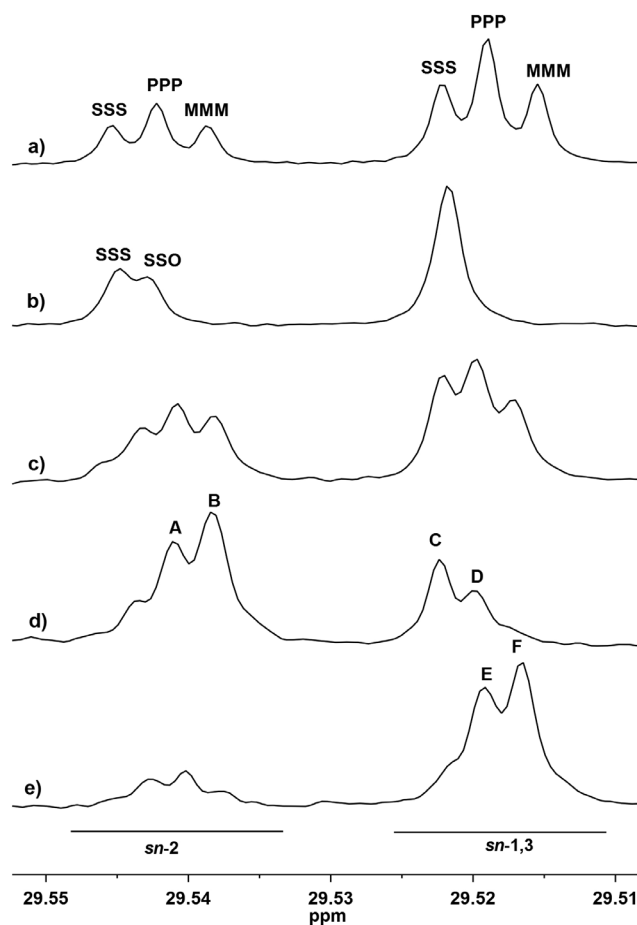 SSS PPP MMM SSS PPP MMM
a)
SSS SSO
b)
c)
A B C D
d)
E F
e)
sn-2 sn-1,3
29.55 29.54 29.53 29.52 29.51
ppm